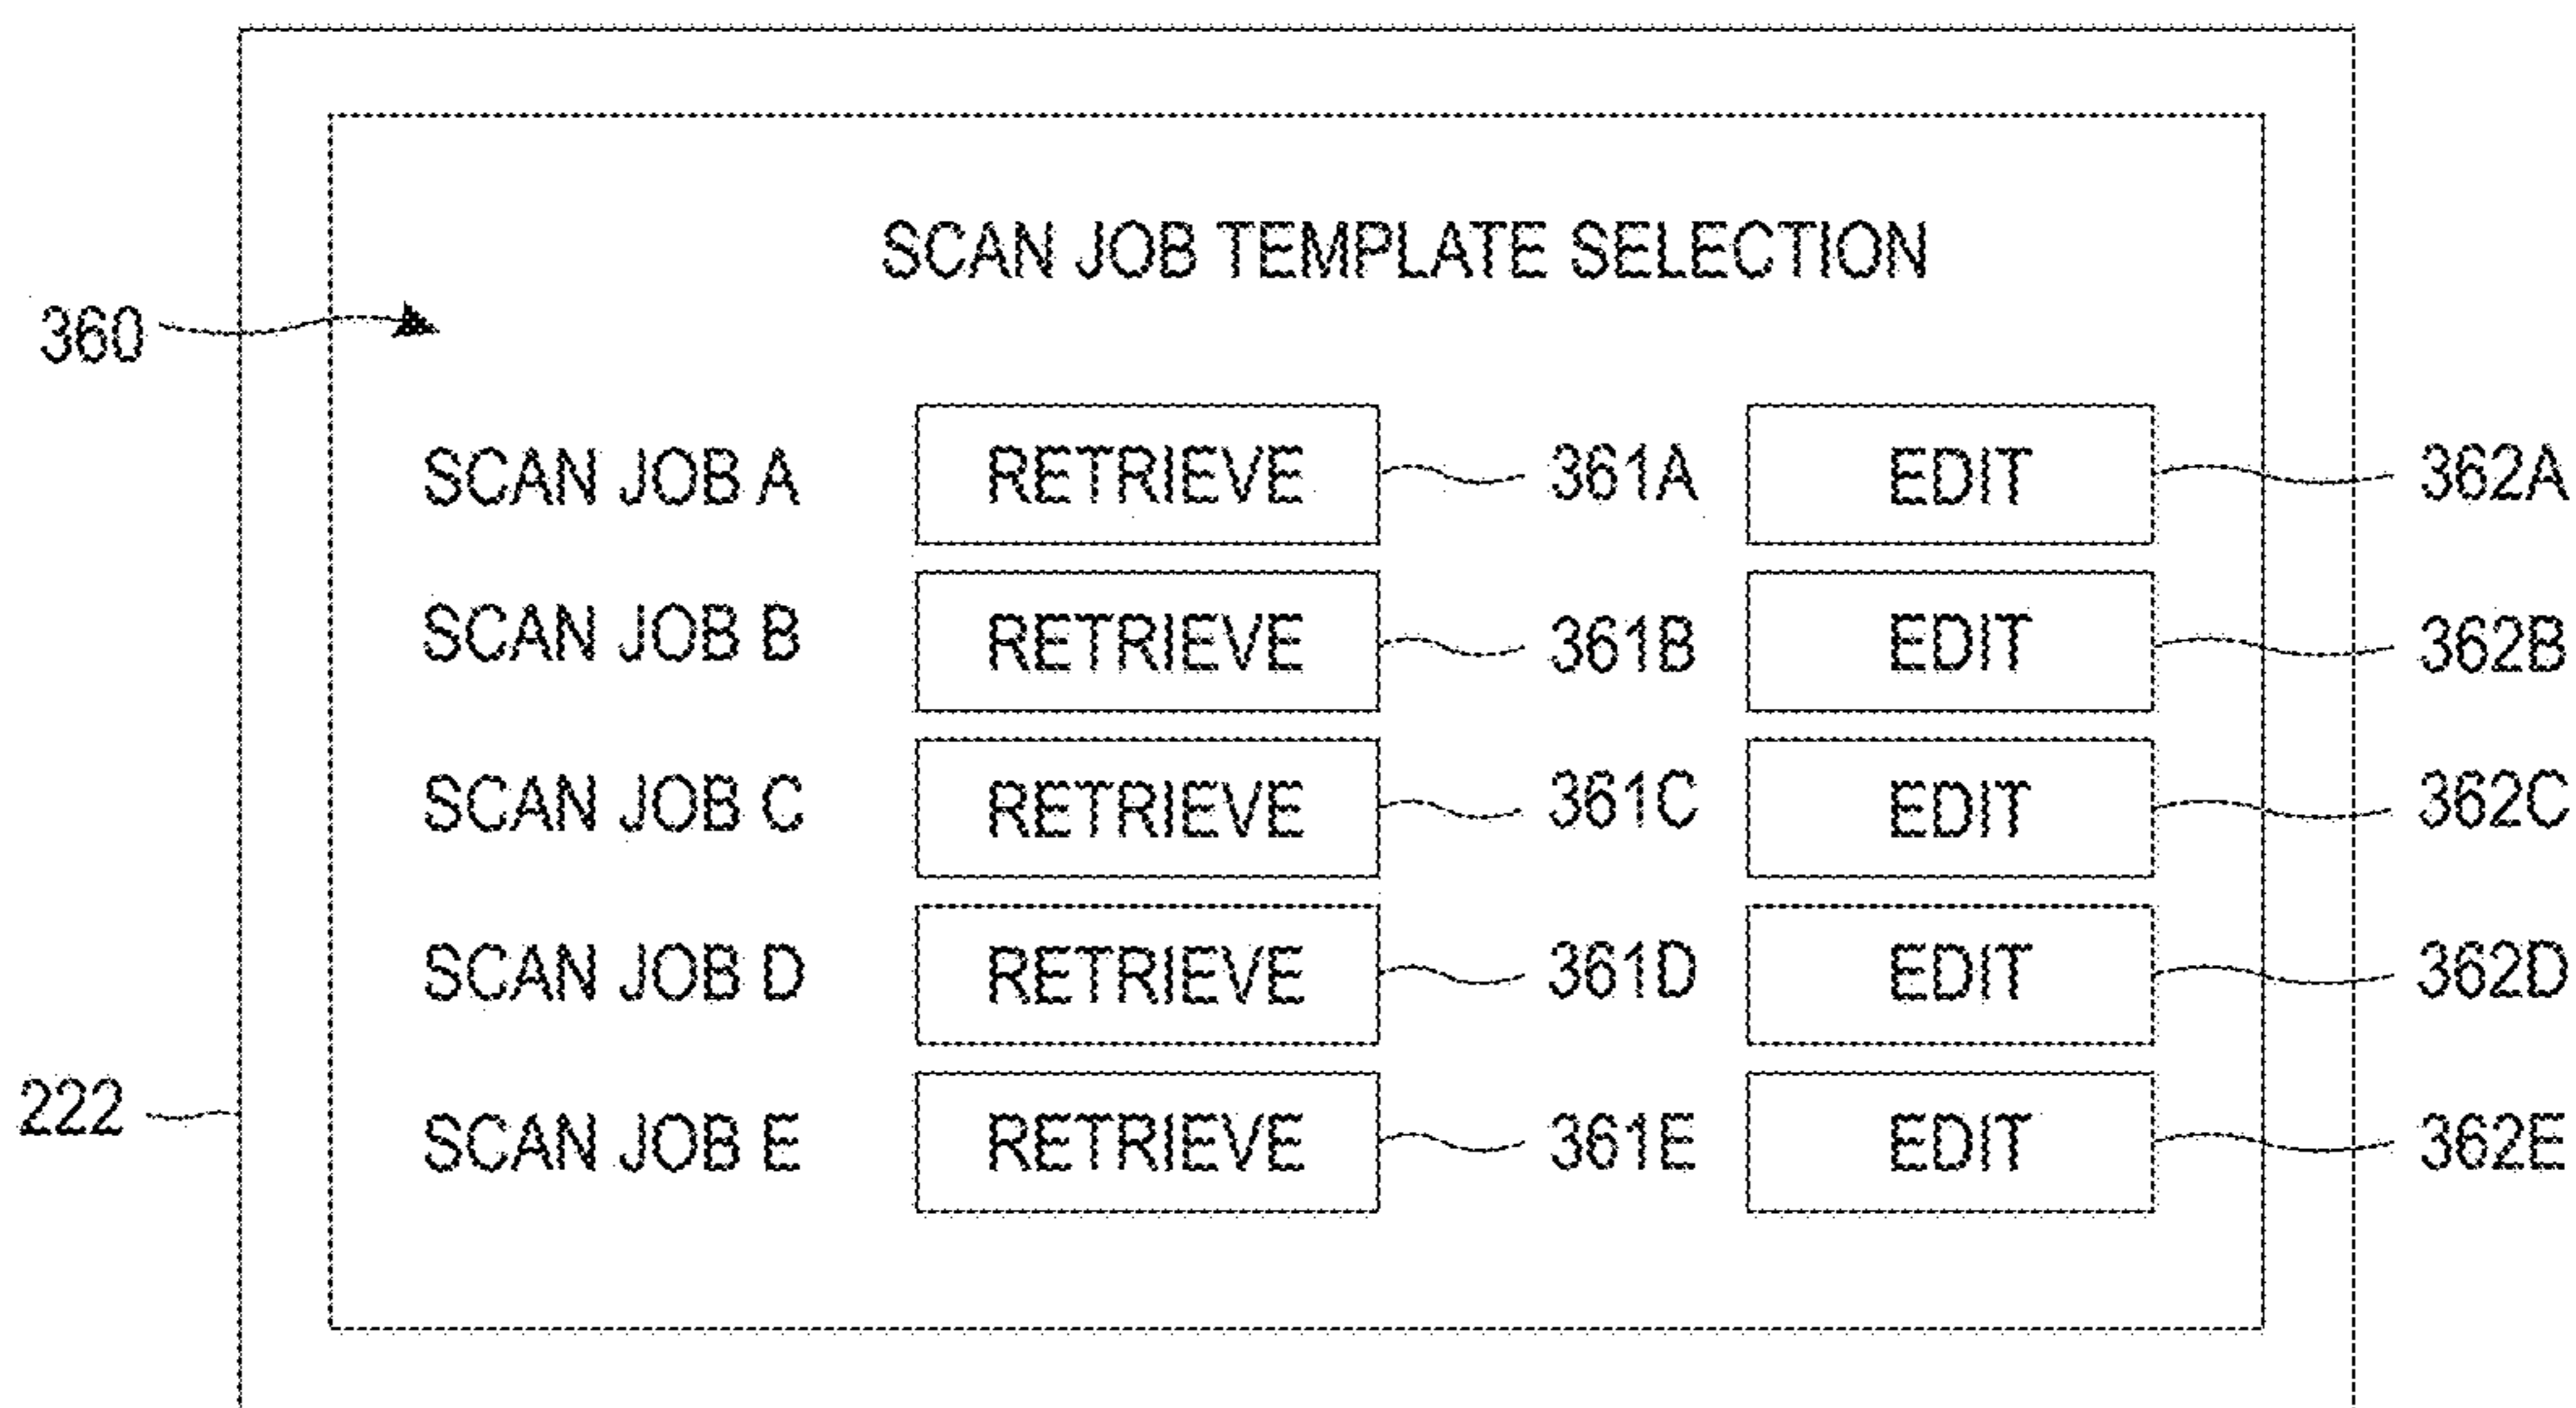 SCAN JOB TEMPLATE SELECTION
360
SCAN JOB A RETRIEVE 361A EDIT 362A
SCAN JOB B RETRIEVE 361B EDIT 362B
SCAN JOB C RETRIEVE 361C EDIT 362C
SCAN JOB D RETRIEVE 361D EDIT 362D
222
SCAN JOB E RETRIEVE 361E EDIT 362E